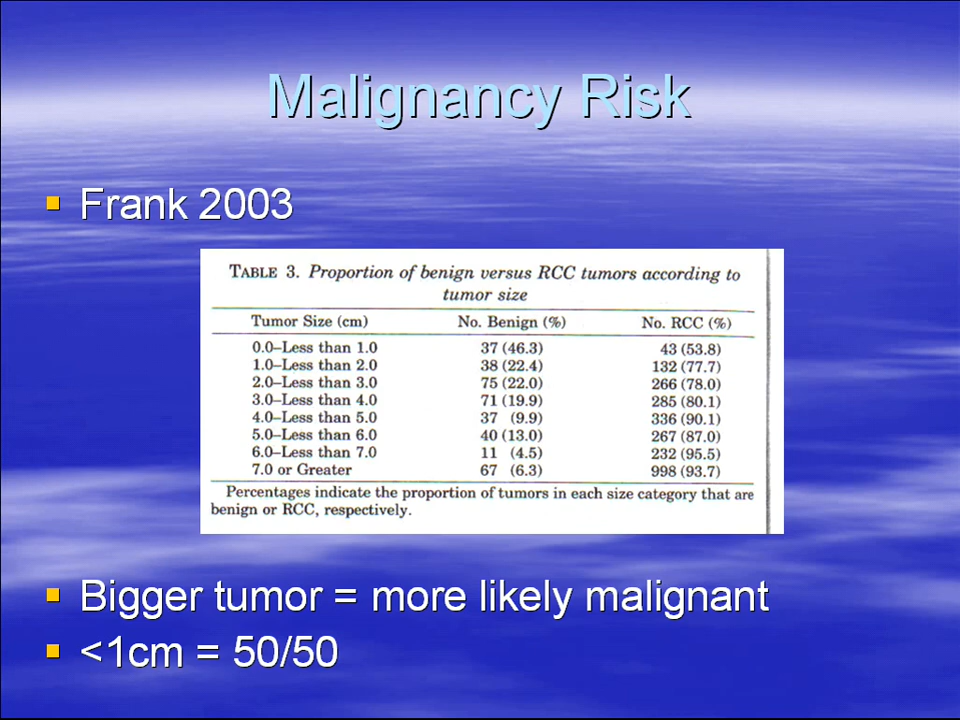 Malignancy Risk
Frank 2003
TABLE 3. Proportion of benign versus RCC tumors according to
tumor size
Tumor Size (cm) No. Benign (%) No. RCC (%)
0.0–Less than 1.0 37 (46.3) 43 (53.8)
1.0–Less than 2.0 38 (22.4) 132 (77.7)
2.0–Less than 3.0 75 (22.0) 266 (78.0)
3.0–Less than 4.0 71 (19.9) 285 (80.1)
4.0–Less than 5.0 37 (9.9) 336 (90.1)
5.0–Less than 6.0 40 (13.0) 267 (87.0)
6.0–Less than 7.0 11 (4.5) 232 (95.5)
7.0 or Greater 67 (6.3) 998 (93.7)
Percentages indicate the proportion of tumors in each size category that are
benign or RCC, respectively.
Bigger tumor = more likely malignant
<1cm = 50/50